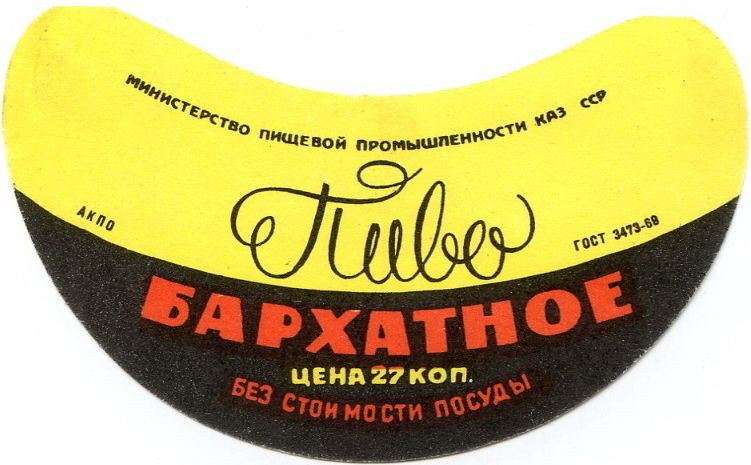 МИНИСТЕРСТВО ПИЩЕВОЙ ПРОМЫШЛЕННОСТИ КАЗ ССР
Пиво
АКПО
ГОСТ 3473-69
БАРХАТНОЕ
ЦЕНА 27 КОП.
БЕЗ СТОИМОСТИ ПОСУДЫ